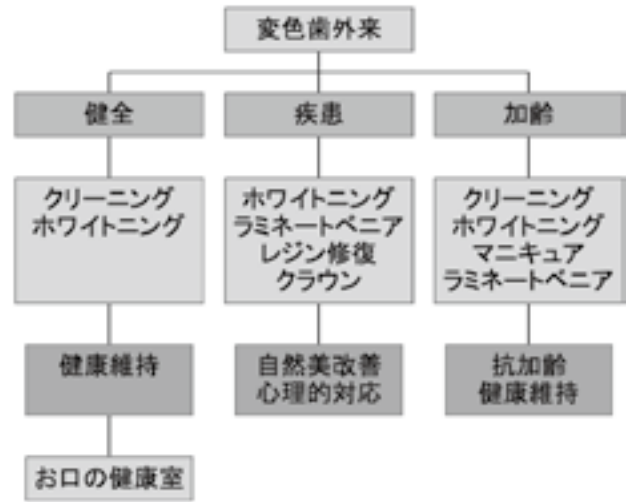 変色歯外来
健全
疾患
加齢
クリーニング
ホワイトニング
ホワイトニング
ラミネートベニア
レジン修復
クラウン
クリーニング
ホワイトニング
マニキュア
ラミネートベニア
健康維持
自然美改善
心理的対応
抗加齢
健康維持
お口の健康室